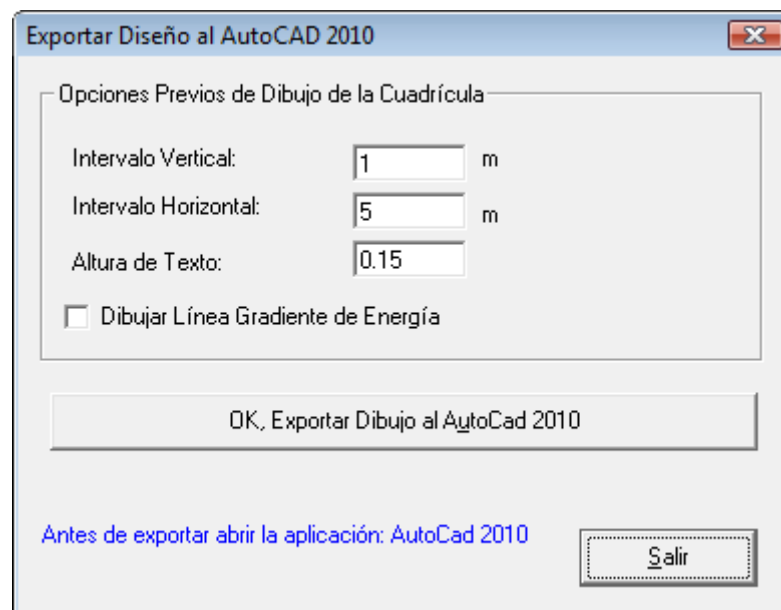 Exportar Diseño al AutoCAD 2010
Opciones Previos de Dibujo de la Cuadrícula
Intervalo Vertical: 1 m
Intervalo Horizontal: 5 m
Altura de Texto: 0.15
Dibujar Línea Gradiente de Energía
OK, Exportar Dibujo al AutoCad 2010
Antes de exportar abrir la aplicación: AutoCad 2010
Salir